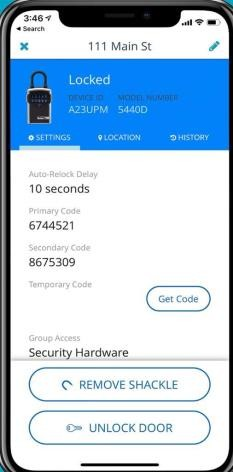 3:46
Search
111 Main St
Locked
DEVICE ID MODEL NUMBER
A23UPM 5440D
SETTINGS LOCATION HISTORY
Auto-Relock Delay
10 seconds
Primary Code
6744521
Secondary Code
8675309
Temporary Code
Get Code
Group Access
Security Hardware
REMOVE SHACKLE
UNLOCK DOOR